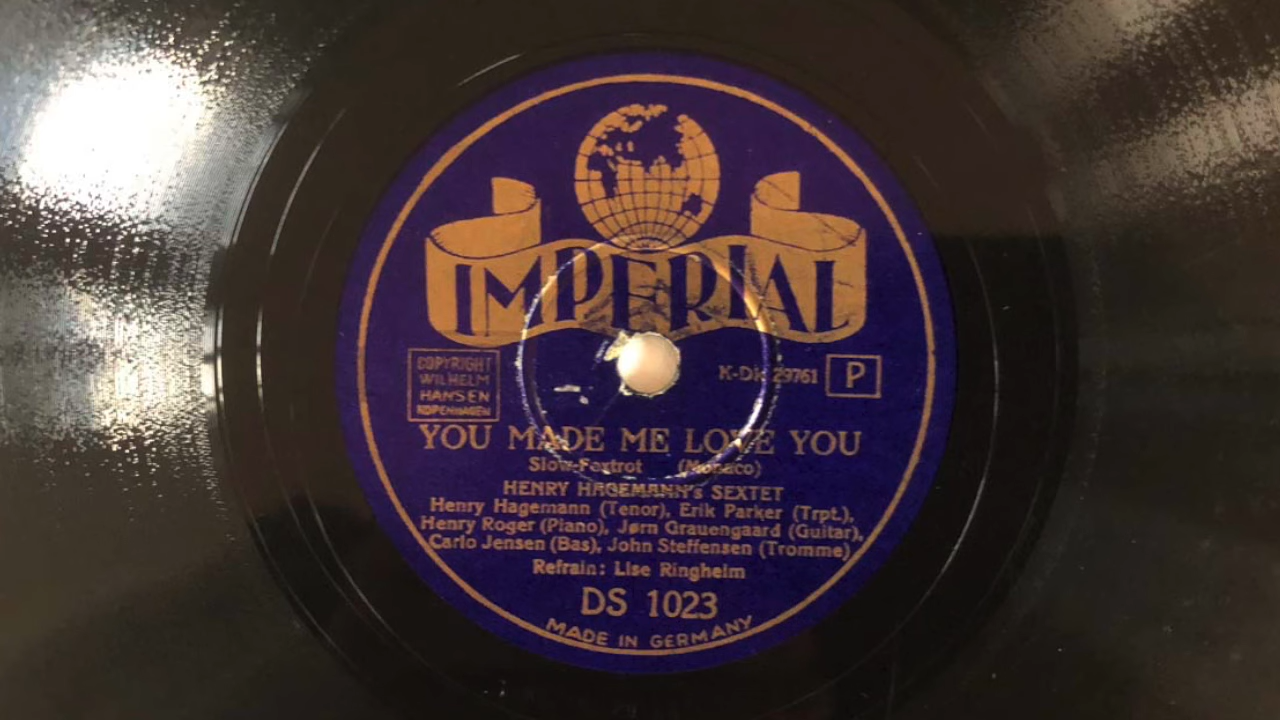 IMPERIAL
COPYRIGHT
WILHELM
HANSEN
KOPENHAGEN
K-Dk 29761 P
YOU MADE ME LOVE YOU
Slow-Foxtrot (Monaco)
HENRY HAGEMANN's SEXTET
Henry Hagemann (Tenor), Erik Parker (Trpt.),
Henry Roger (Piano), Jørn Grauengaard (Guitar),
Carlo Jensen (Bas), John Steffensen (Tromme)
Refrain: Lise Ringheim
DS 1023
MADE IN GERMANY